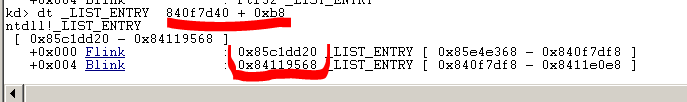 kd> dt _LIST_ENTRY  840f7d40 + 0xb8
ntdll!_LIST_ENTRY
[ 0x85c1dd20 - 0x84119568 ]
+0x000 Flink : 0x85c1dd20 _LIST_ENTRY [ 0x85e4e368 - 0x840f7df8 ]
+0x004 Blink : 0x84119568 _LIST_ENTRY [ 0x840f7df8 - 0x8411e0e8 ]